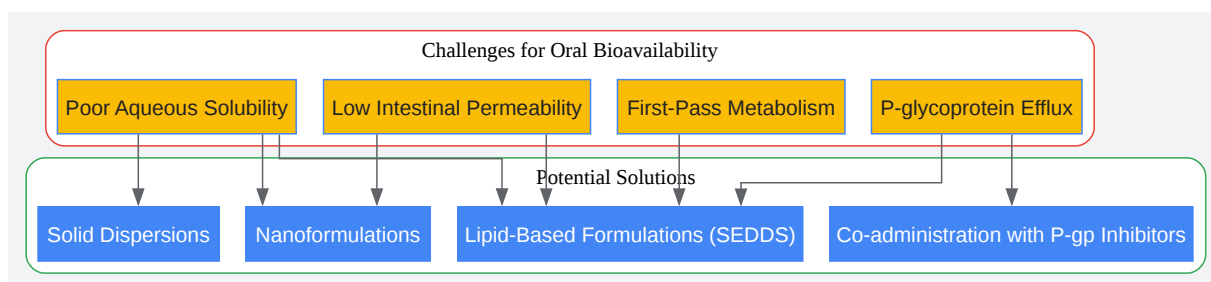 Challenges for Oral Bioavailability
Poor Aqueous Solubility
Low Intestinal Permeability
First-Pass Metabolism
P-glycoprotein Efflux
Potential Solutions
Solid Dispersions
Nanoformulations
Lipid-Based Formulations (SEDDS)
Co-administration with P-gp Inhibitors